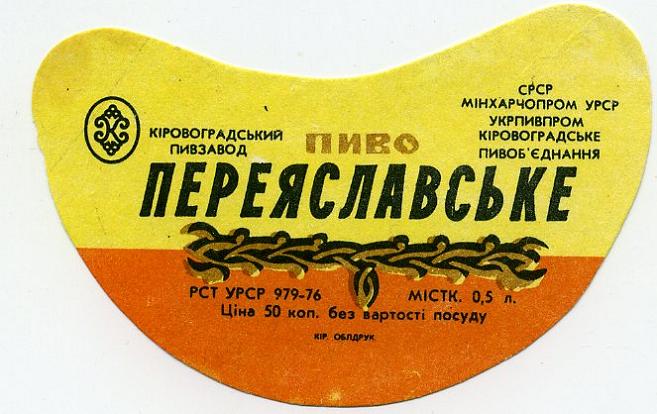 СРСР
МІНХАРЧОПРОМ УРСР
УКРПИВПРОМ
КІРОВОГРАДСЬКЕ
ПИВОБ'ЄДНАННЯ
КІРОВОГРАДСЬКИЙ
ПИВЗАВОД
ПИВО
ПЕРЕЯСЛАВСЬКЕ
РСТ УРСР 979-76 МІСТК. 0,5 л.
Ціна 50 коп. без вартості посуду
КІР. ОБЛДРУК